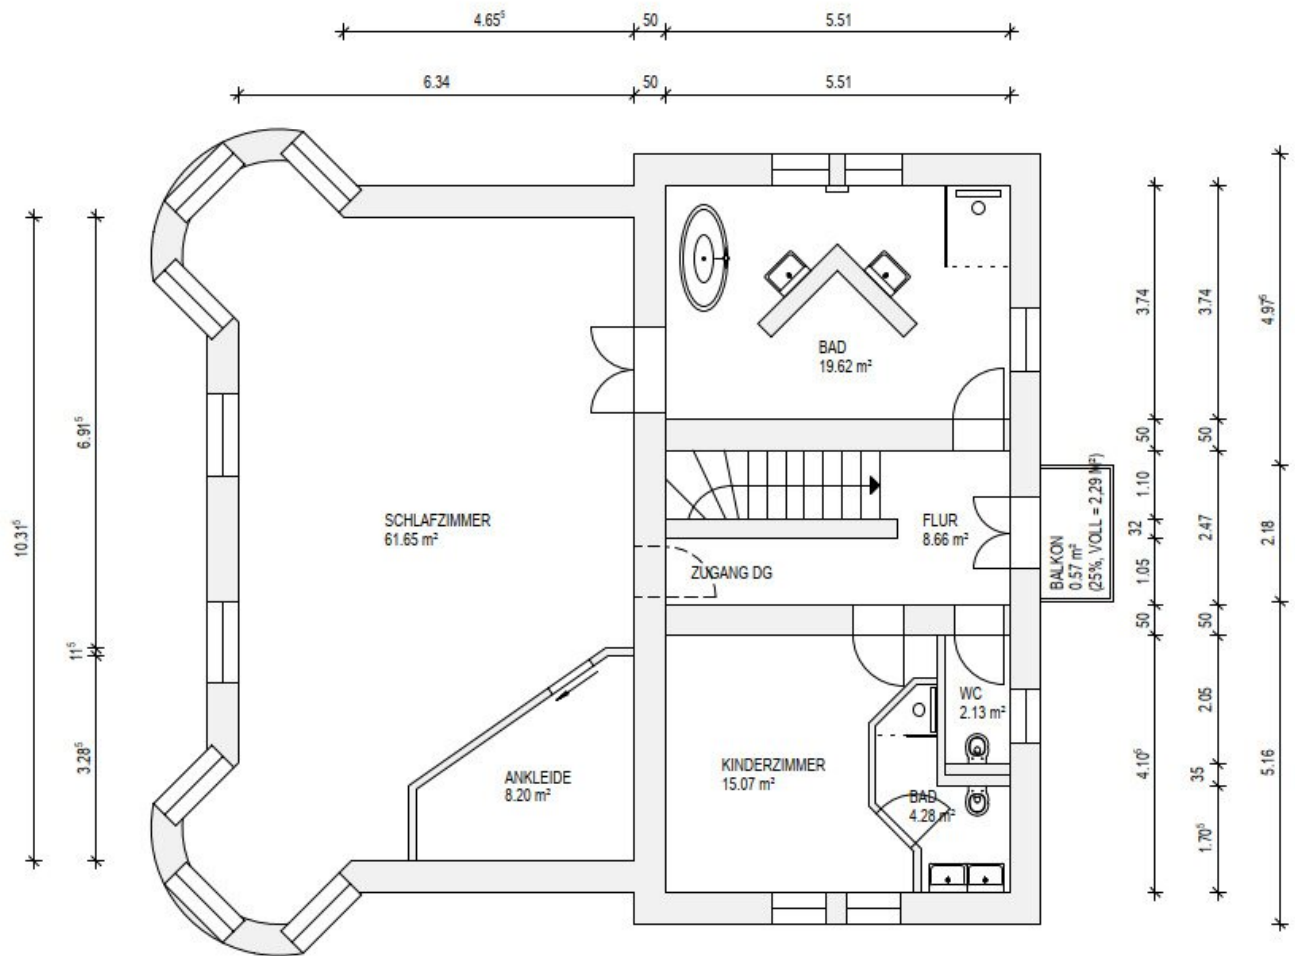 4.65⁵ 50 5.51
6.34 50 5.51
BAD
19.62 m²
SCHLAFZIMMER
61.65 m²
FLUR
8.66 m²
ZUGANG DG
BALKON
0.57 m²
(25%, VOLL = 2,29 M²)
WC
2.13 m²
KINDERZIMMER
15.07 m²
ANKLEIDE
8.20 m²
BAD
4.28 m²
10.31⁵
6.91⁵
11⁵
3.28⁵
3.74
50
1.10
32
1.05
50
4.10⁵
3.74
50
2.47
50
2.05
35
1.70⁵
4.97⁵
2.18
5.16